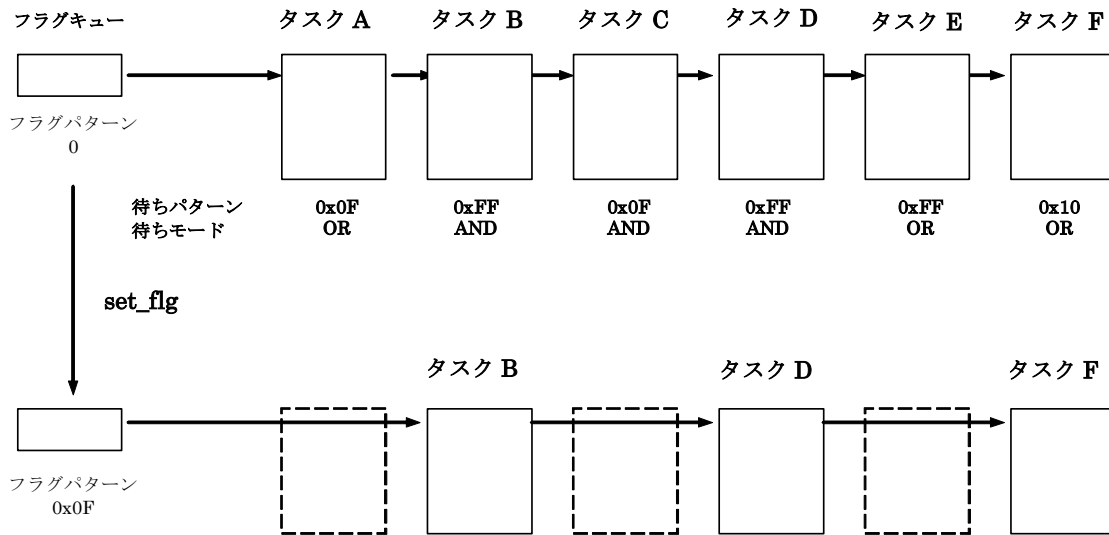 フラグキュー
タスク A
タスク B
タスク C
タスク D
タスク E
タスク F
フラグパターン
0
待ちパターン
0x0F
0xFF
0x0F
0xFF
0xFF
0x10
待ちモード
OR
AND
AND
AND
OR
OR
set_flg
タスク B
タスク D
タスク F
フラグパターン
0x0F